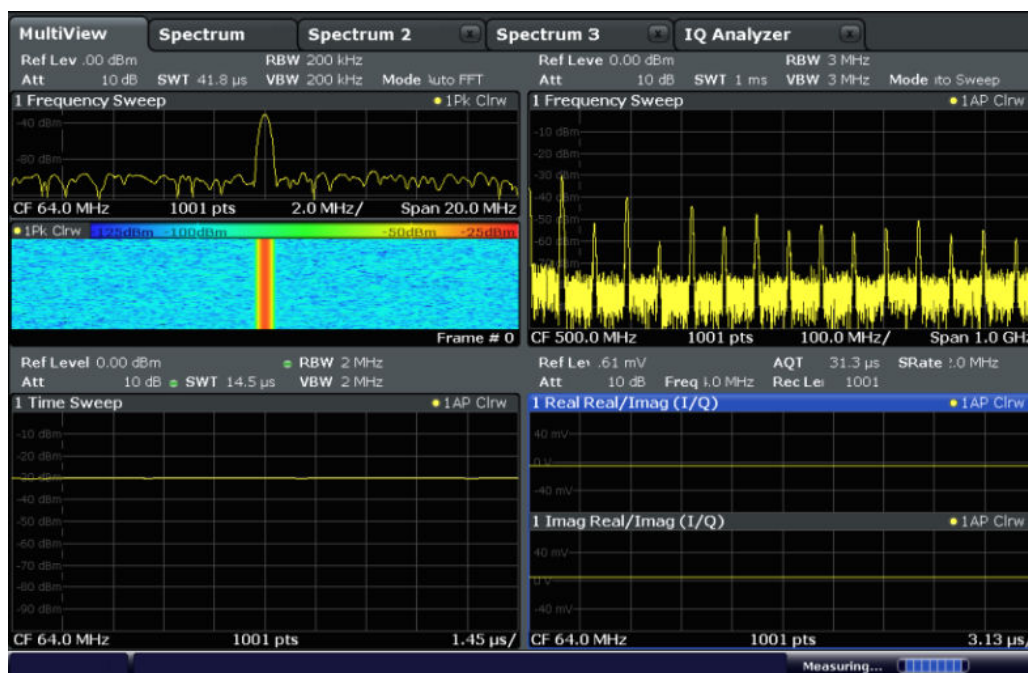 MultiView Spectrum Spectrum 2 Spectrum 3 IQ Analyzer
Ref Lev .00 dBm RBW 200 kHz
Att 10 dB SWT 41.8 µs VBW 200 kHz Mode uto FFT
1 Frequency Sweep 1Pk Clrw
-40 dBm
-80 dBm
CF 64.0 MHz 1001 pts 2.0 MHz/ Span 20.0 MHz
1Pk Clrw -125dBm -100dBm -50dBm -25dBm
Frame # 0
Ref Leve 0.00 dBm RBW 3 MHz
Att 10 dB SWT 1 ms VBW 3 MHz Mode ito Sweep
1 Frequency Sweep 1AP Clrw
-10 dBm
-20 dBm
-30 dBm
-50 dBm
-60 dBm
CF 500.0 MHz 1001 pts 100.0 MHz/ Span 1.0 GHz
Ref Level 0.00 dBm RBW 2 MHz
Att 10 dB SWT 14.5 µs VBW 2 MHz
1 Time Sweep 1AP Clrw
-10 dBm
-20 dBm
-30 dBm
-40 dBm
-50 dBm
-60 dBm
-70 dBm
-80 dBm
-90 dBm
CF 64.0 MHz 1001 pts 1.45 µs/
Ref Le .61 mV AQT 31.3 µs SRate .0 MHz
Att 10 dB Freq .0 MHz Rec Le 1001
1 Real Real/Imag (I/Q) 1AP Clrw
40 mV
0 V
-40 mV
1 Imag Real/Imag (I/Q) 1AP Clrw
40 mV
0 V
-40 mV
CF 64.0 MHz 1001 pts 3.13 µs/
Measuring...